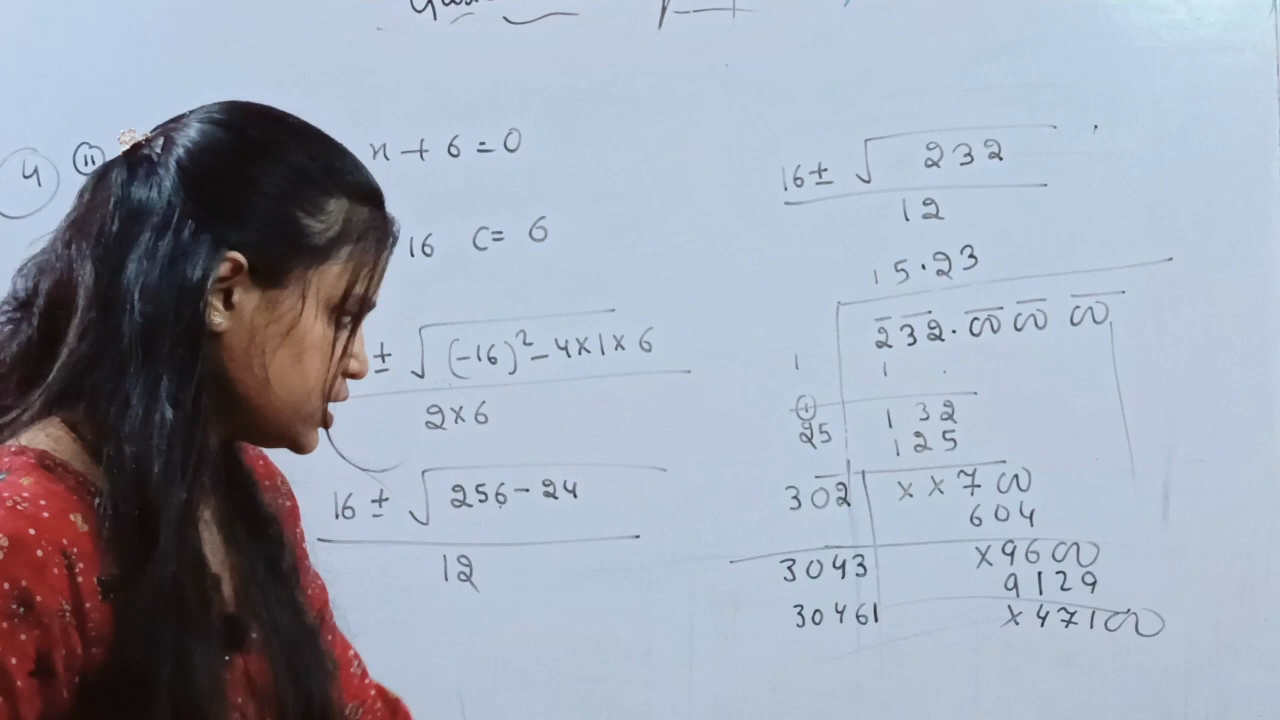 4 (ii) x + 6 = 0
16 c = 6
± √(-16)² - 4×1×6
2×6
16 ± √256 - 24
12
16 ± √232
12
15.23
232.00 00 00
1 1
+
25 132
125
302 ××700
604
3043 ×9600
9129
30461 ×47100